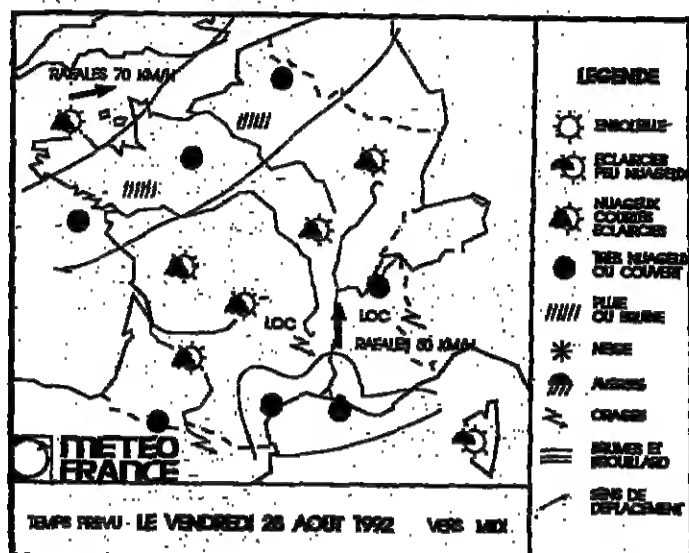 RAFALES 70 KM/H
LOC
LOC
RAFALES 60 KM/H
METEO
FRANCE
TEMPS PREVU - LE VENDREDI 28 AOUT 1992 VERS MIDI
LEGENDE
ENSOLEILLE
ECLAIRCIES
PEU NUAGEUX
NUAGEUX
COURTES
ECLAIRCIES
TRES NUAGEUX
OU COUVERT
PLUIE
OU BRUINE
NEIGE
AVERSES
ORAGES
BRUMES ET
BROUILLARD
SENS DE
DEPLACEMENT